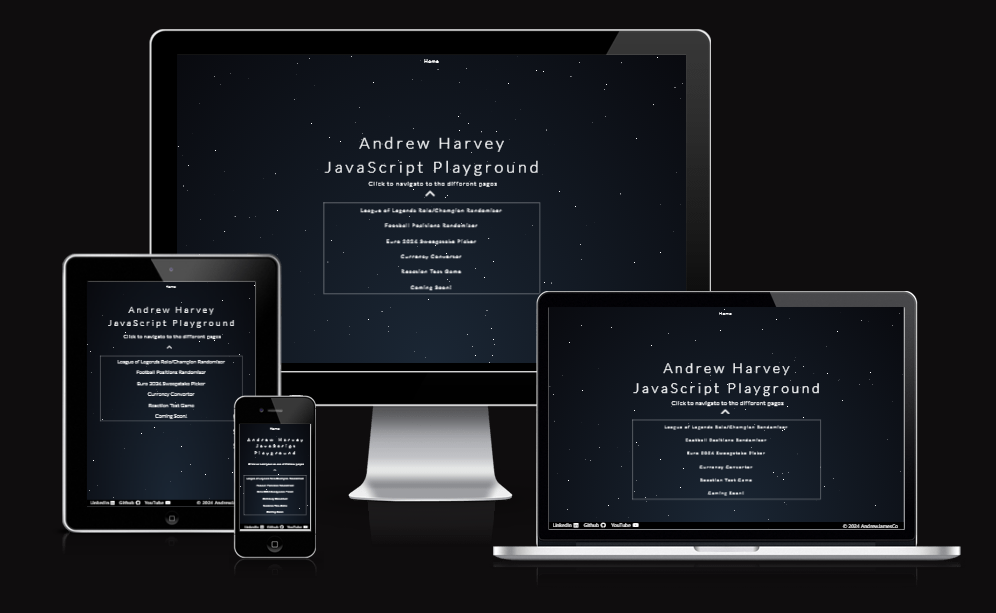 Home
Andrew Harvey
JavaScript Playground
Click to navigate to the different pages
League of Legends Role/Champion Randomiser
Football Positions Randomiser
Euro 2024 Sweepstake Picker
Currency Converter
Reaction Test Game
Coming Soon!
Home
Andrew Harvey
JavaScript Playground
Click to navigate to the different pages
League of Legends Role/Champion Randomiser
Football Positions Randomiser
Euro 2024 Sweepstake Picker
Currency Converter
Reaction Test Game
Coming Soon!
LinkedIn Github YouTube © 2024
Home
Andrew Harvey
JavaScript
Playground
LinkedIn Github YouTube
Home
Andrew Harvey
JavaScript Playground
Click to navigate to the different pages
League of Legends Role/Champion Randomiser
Football Positions Randomiser
Euro 2024 Sweepstake Picker
Currency Converter
Reaction Test Game
Coming Soon!
LinkedIn Github YouTube © 2024 AndrewJamesCo